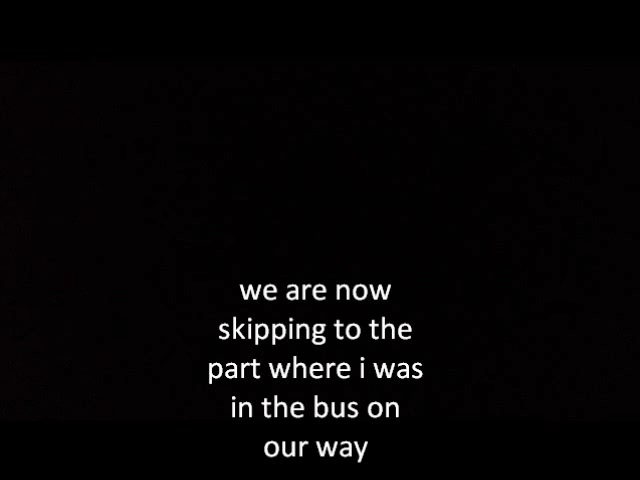 we are now
skipping to the
part where i was
in the bus on
our way